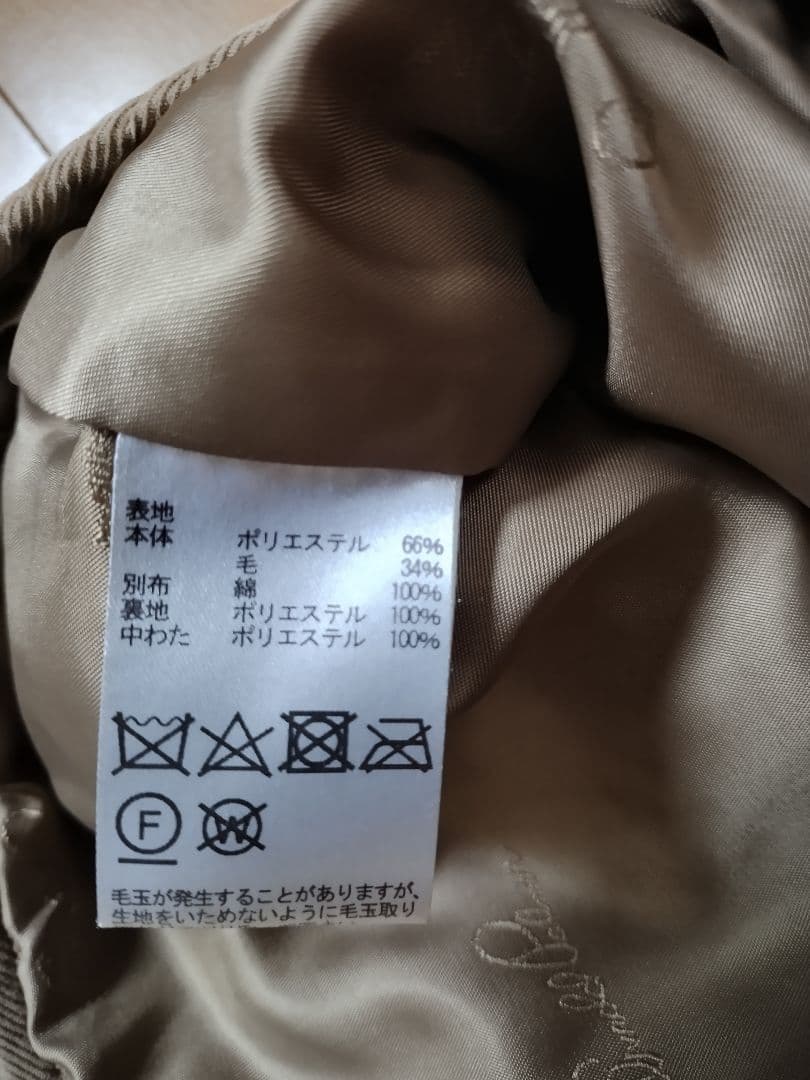 表地
本体 ポリエステル 66%
毛 34%
別布 綿 100%
裏地 ポリエステル 100%
中わた ポリエステル 100%
F
W
毛玉が発生することがありますが、
生地をいためないように毛玉取り